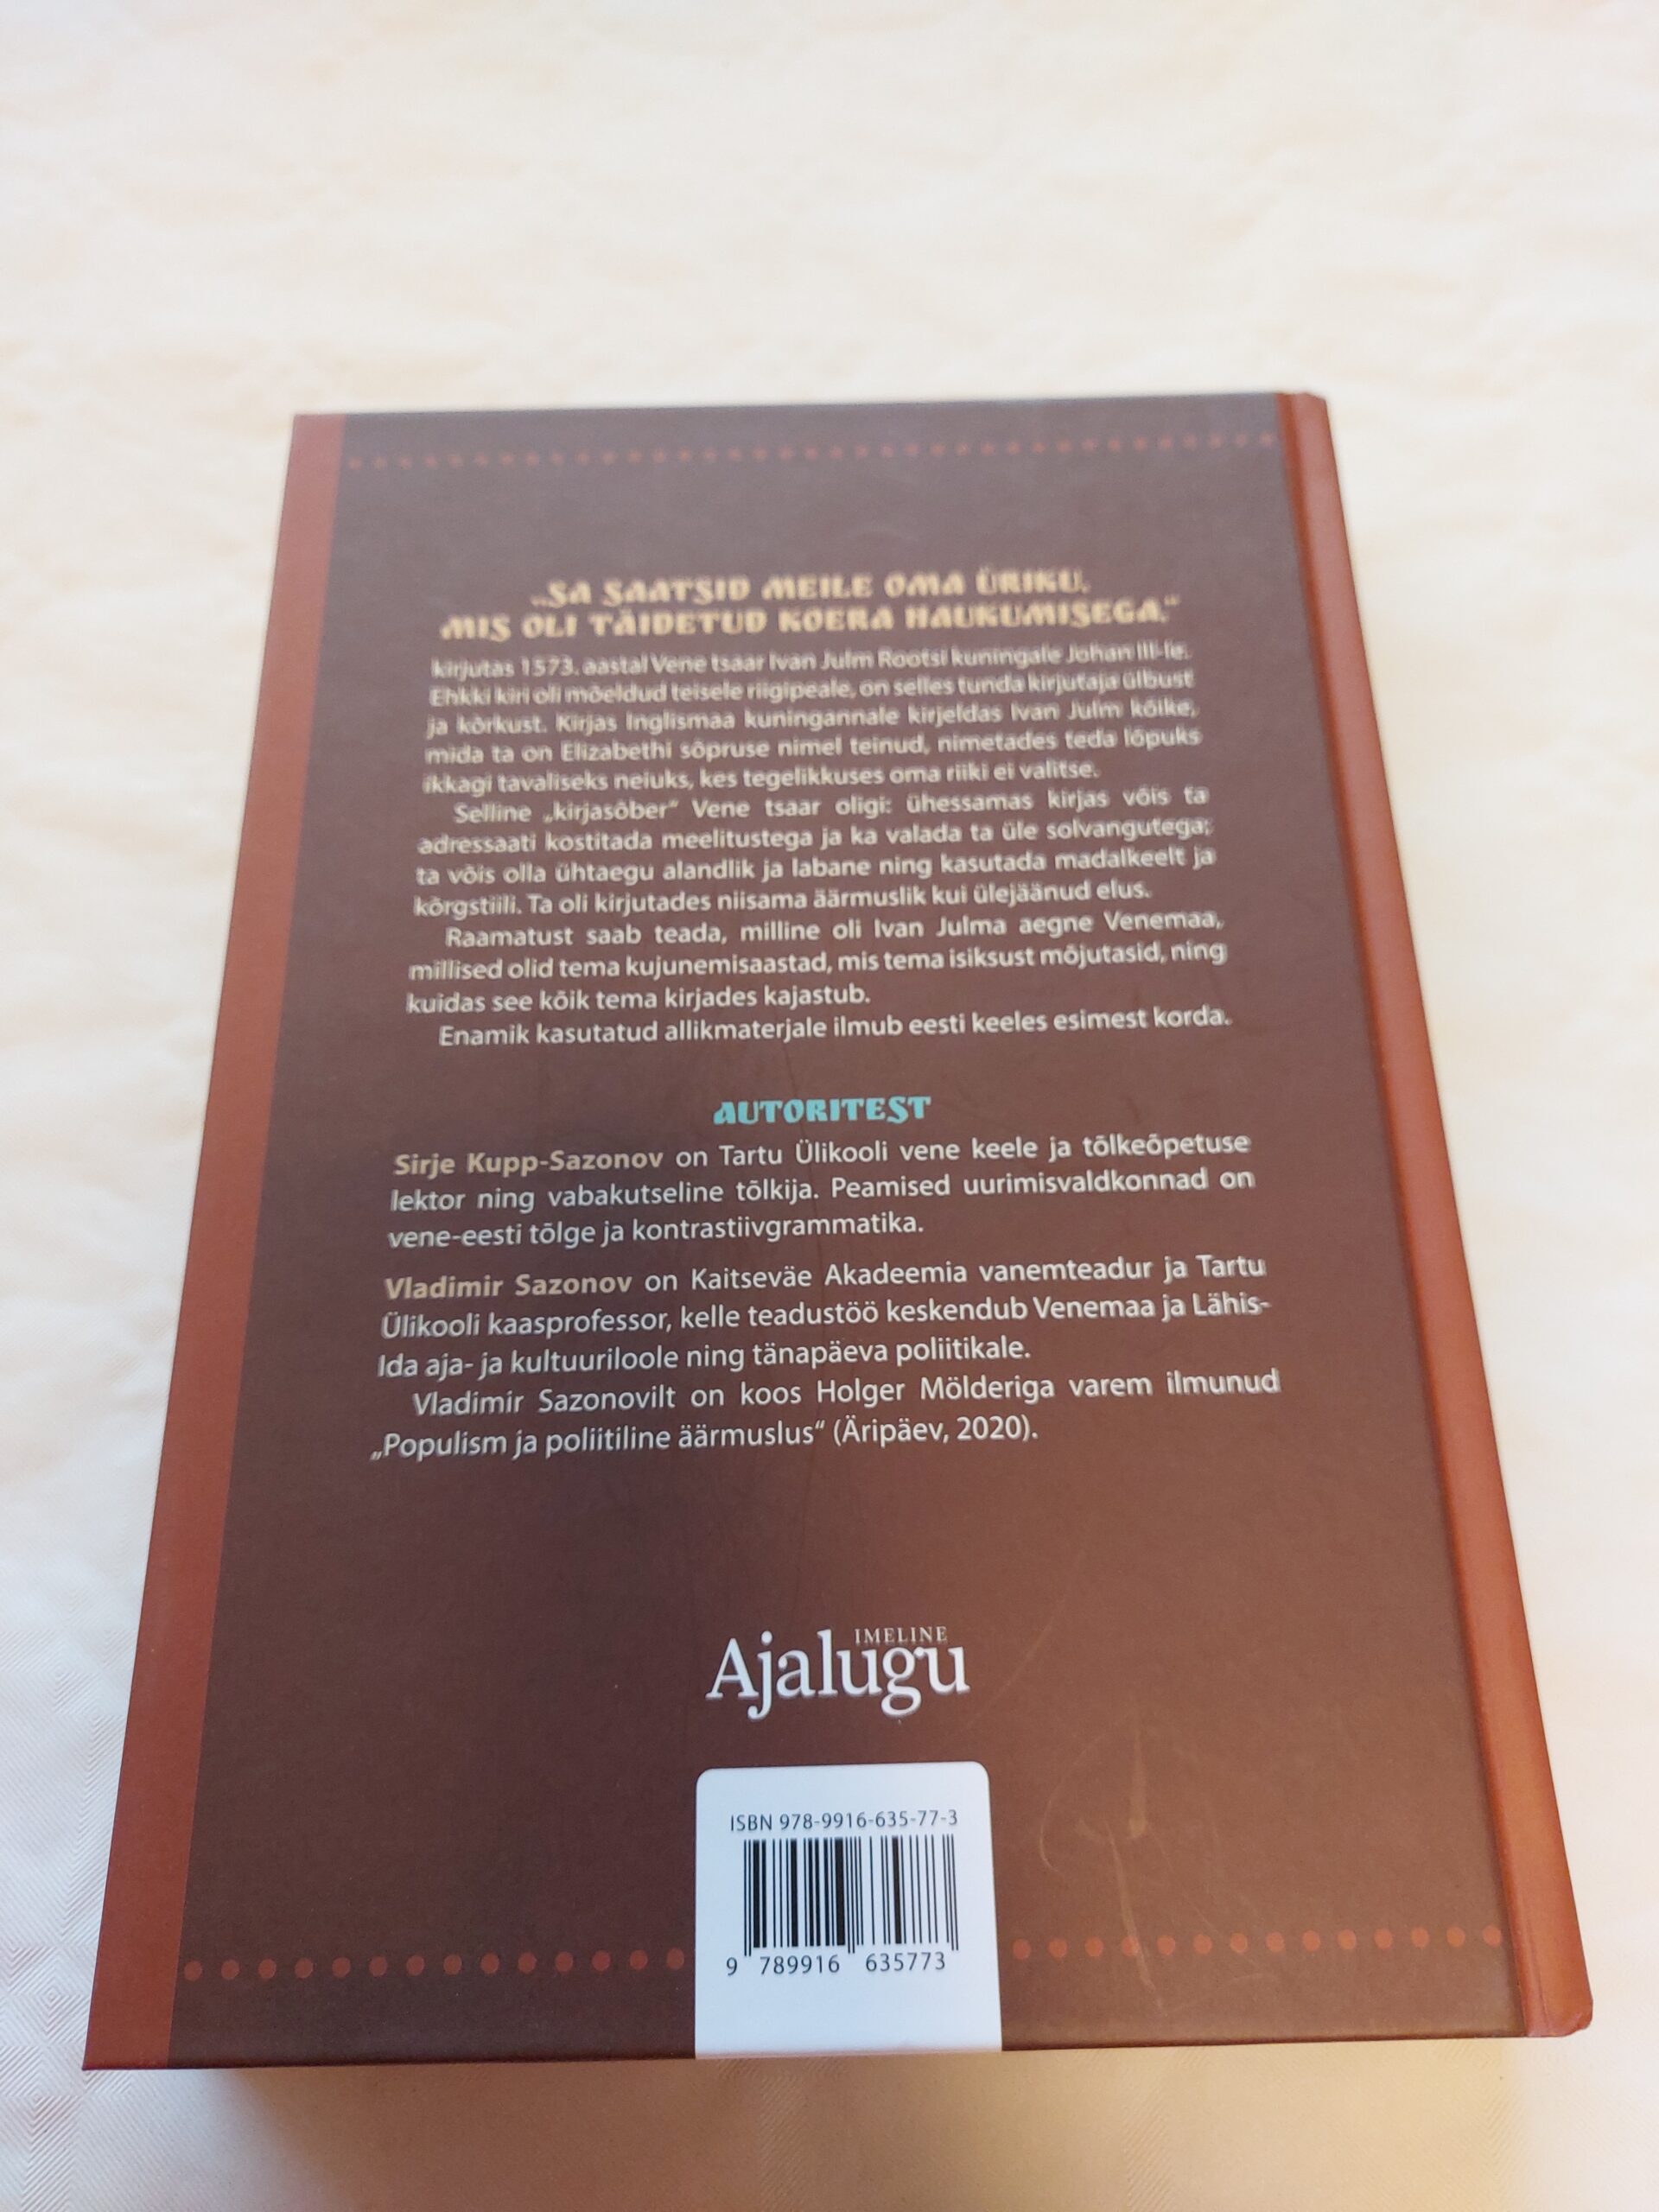 „SA SAATSID MEILE OMA ÜRIKU,
MIS OLI TÄIDETUD KOERA HAUKUMISEGA,“
kirjutas 1573. aastal Vene tsaar Ivan Julm Rootsi kuningale Johan III-le.
Ehkki kiri oli mõeldud teisele riigipeale, on selles tunda kirjutaja ülbust
ja kõrkust. Kirjas Inglismaa kuningannale kirjeldas Ivan Julm kõike,
mida ta on Elizabethi sõpruse nimel teinud, nimetades teda lõpuks
ikkagi tavaliseks neiuks, kes tegelikkuses oma riiki ei valitse.
Selline „kirjasõber“ Vene tsaar oligi: ühessamas kirjas võis ta
adressaati kostitada meelitustega ja ka valada ta üle solvangutega;
ta võis olla ühtaegu alandlik ja labane ning kasutada madalkeelt ja
kõrgstiili. Ta oli kirjutades niisama äärmuslik kui ülejäänud elus.
Raamatust saab teada, milline oli Ivan Julma aegne Venemaa,
millised olid tema kujunemisaastad, mis tema isiksust mõjutasid, ning
kuidas see kõik tema kirjades kajastub.
Enamik kasutatud allikmaterjale ilmub eesti keeles esimest korda.
AUTORITEST
Sirje Kupp-Sazonov on Tartu Ülikooli vene keele ja tõlkeõpetuse
lektor ning vabakutseline tõlkija. Peamised uurimisvaldkonnad on
vene-eesti tõlge ja kontrastiivgrammatika.
Vladimir Sazonov on Kaitseväe Akadeemia vanemteadur ja Tartu
Ülikooli kaasprofessor, kelle teadustöö keskendub Venemaa ja Lähis-
Ida aja- ja kultuuriloole ning tänapäeva poliitikale.
Vladimir Sazonovilt on koos Holger Mölderiga varem ilmunud
„Populism ja poliitiline äärmuslus“ (Äripäev, 2020).
IMELINE
Ajalugu
ISBN 978-9916-635-77-3
9 789916 635773